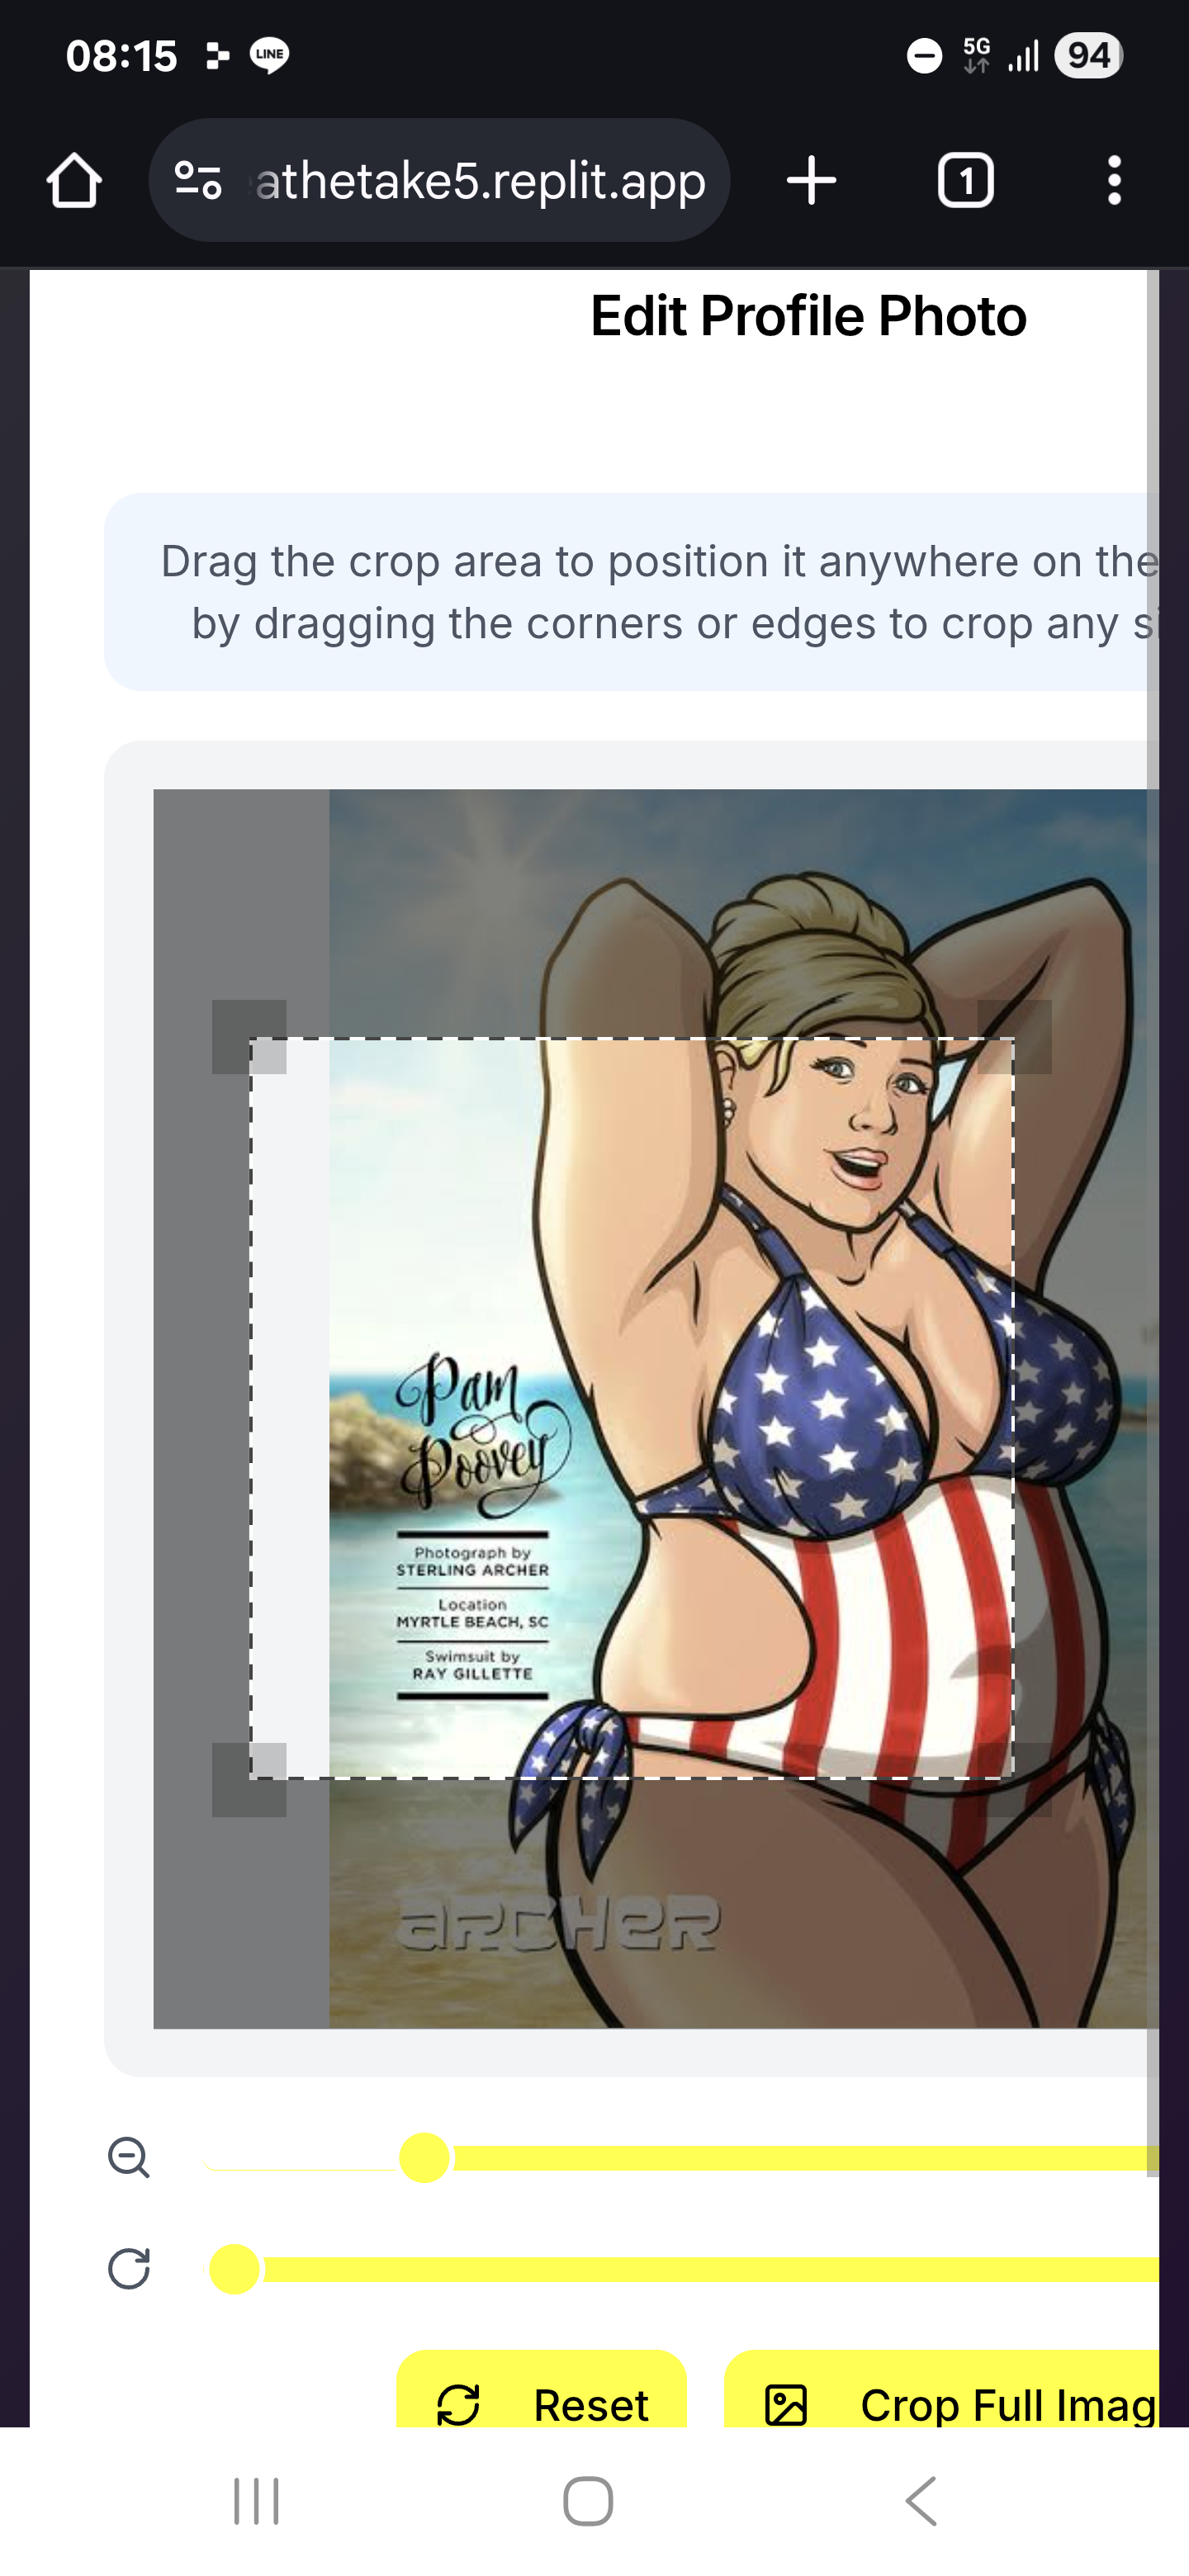 08:15 LINE 5G 94
athetake5.replit.app 1
Edit Profile Photo
Drag the crop area to position it anywhere on the
by dragging the corners or edges to crop any si
Pam
Poovey
Photograph by
STERLING ARCHER
Location
MYRTLE BEACH, SC
Swimsuit by
RAY GILLETTE
ARCHER
Reset Crop Full Imag